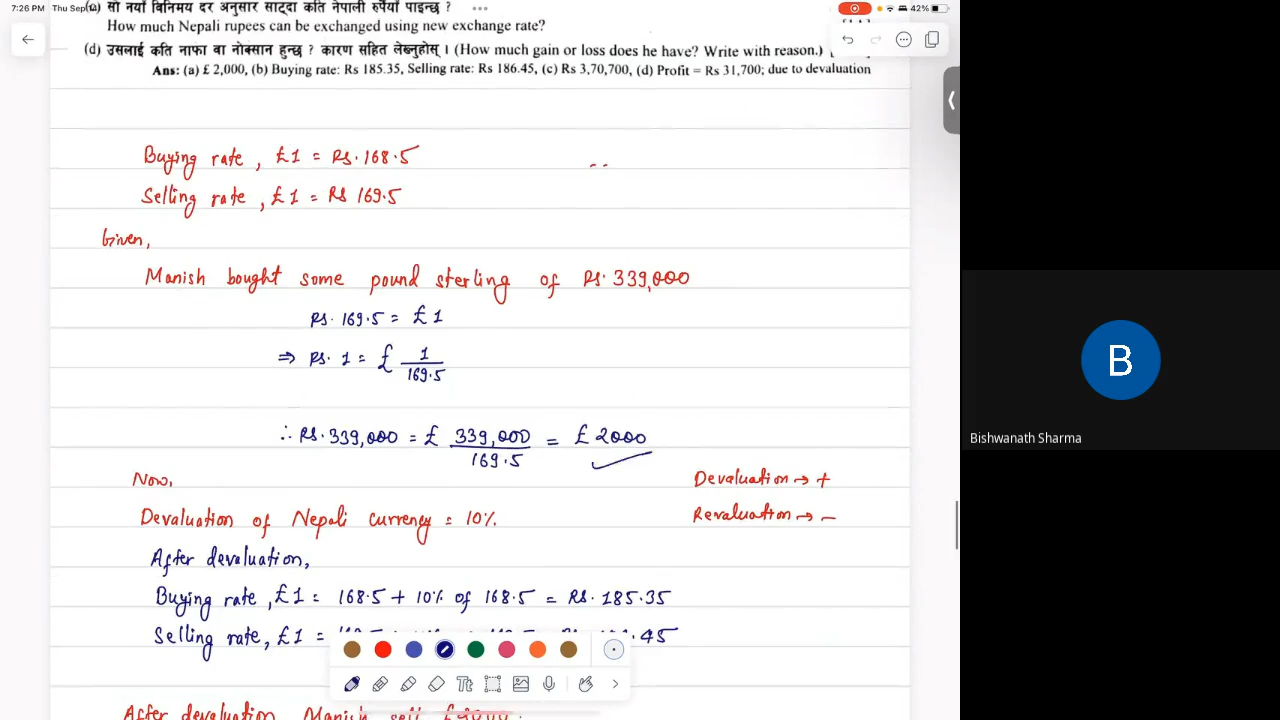 7:26 PM Thu Sep 42%
सो नयाँ विनिमय दर अनुसार साट्दा कति नेपाली रुपैयाँ पाइन्छ ?
How much Nepali rupees can be exchanged using new exchange rate?
(d) उसलाई कति नाफा वा नोक्सान हुन्छ ? कारण सहित लेख्नुहोस् । (How much gain or loss does he have? Write with reason.)
Ans: (a) £ 2,000, (b) Buying rate: Rs 185.35, Selling rate: Rs 186.45, (c) Rs 3,70,700, (d) Profit = Rs 31,700; due to devaluation
Buying rate, £1 = Rs. 168.5
Selling rate, £1 = Rs 169.5
Given,
Manish bought some pound sterling of Rs. 339,000
Rs. 169.5 = £1
⇒ Rs. 1 = £ 1/169.5
∴ Rs. 339,000 = £ 339,000/169.5 = £ 2000
Now,
Devaluation → +
Devaluation of Nepali currency = 10%
Revaluation → -
After devaluation,
Buying rate, £1 = 168.5 + 10% of 168.5 = Rs. 185.35
Selling rate, £1 = .45
After devaluation Manish sell £2000.
B
Bishwanath Sharma